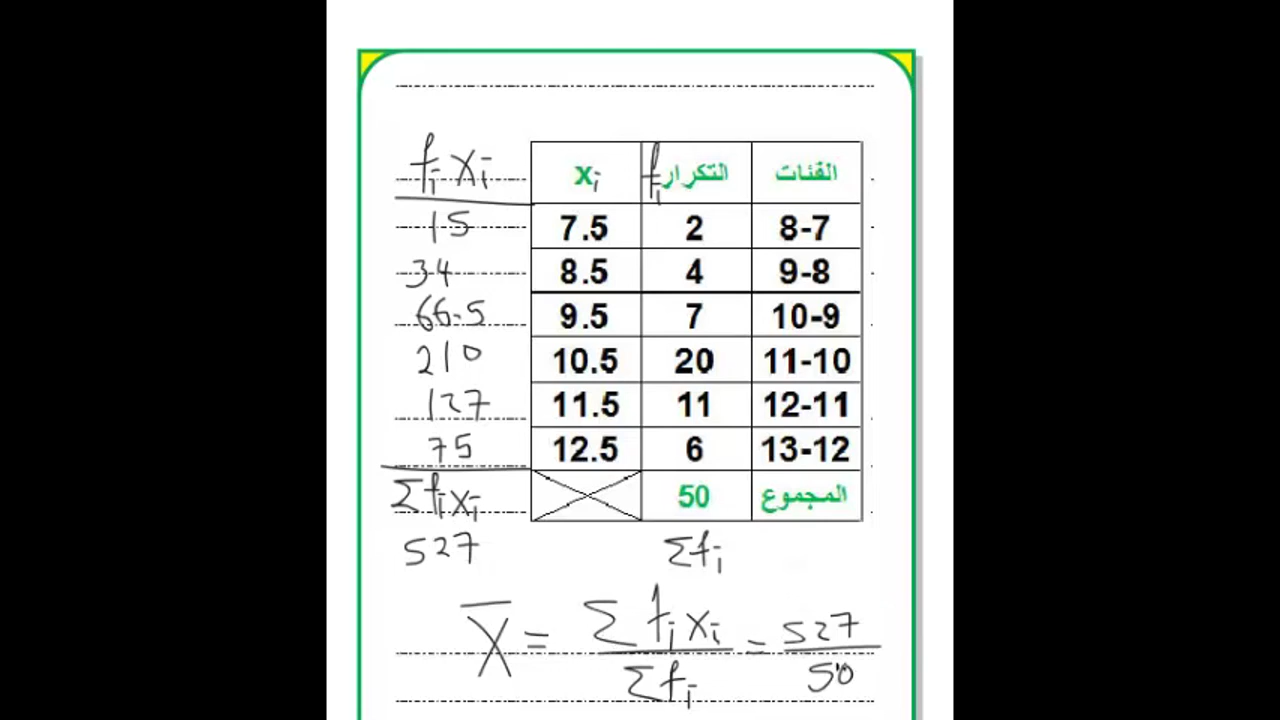 الفئات التكرار fi xi fi xi
8-7 2 7.5 15
9-8 4 8.5 34
10-9 7 9.5 66.5
11-10 20 10.5 210
12-11 11 11.5 127
13-12 6 12.5 75
المجموع 50 Σfixi
Σfi 527
X̄ = Σfixi / Σfi = 527 / 50